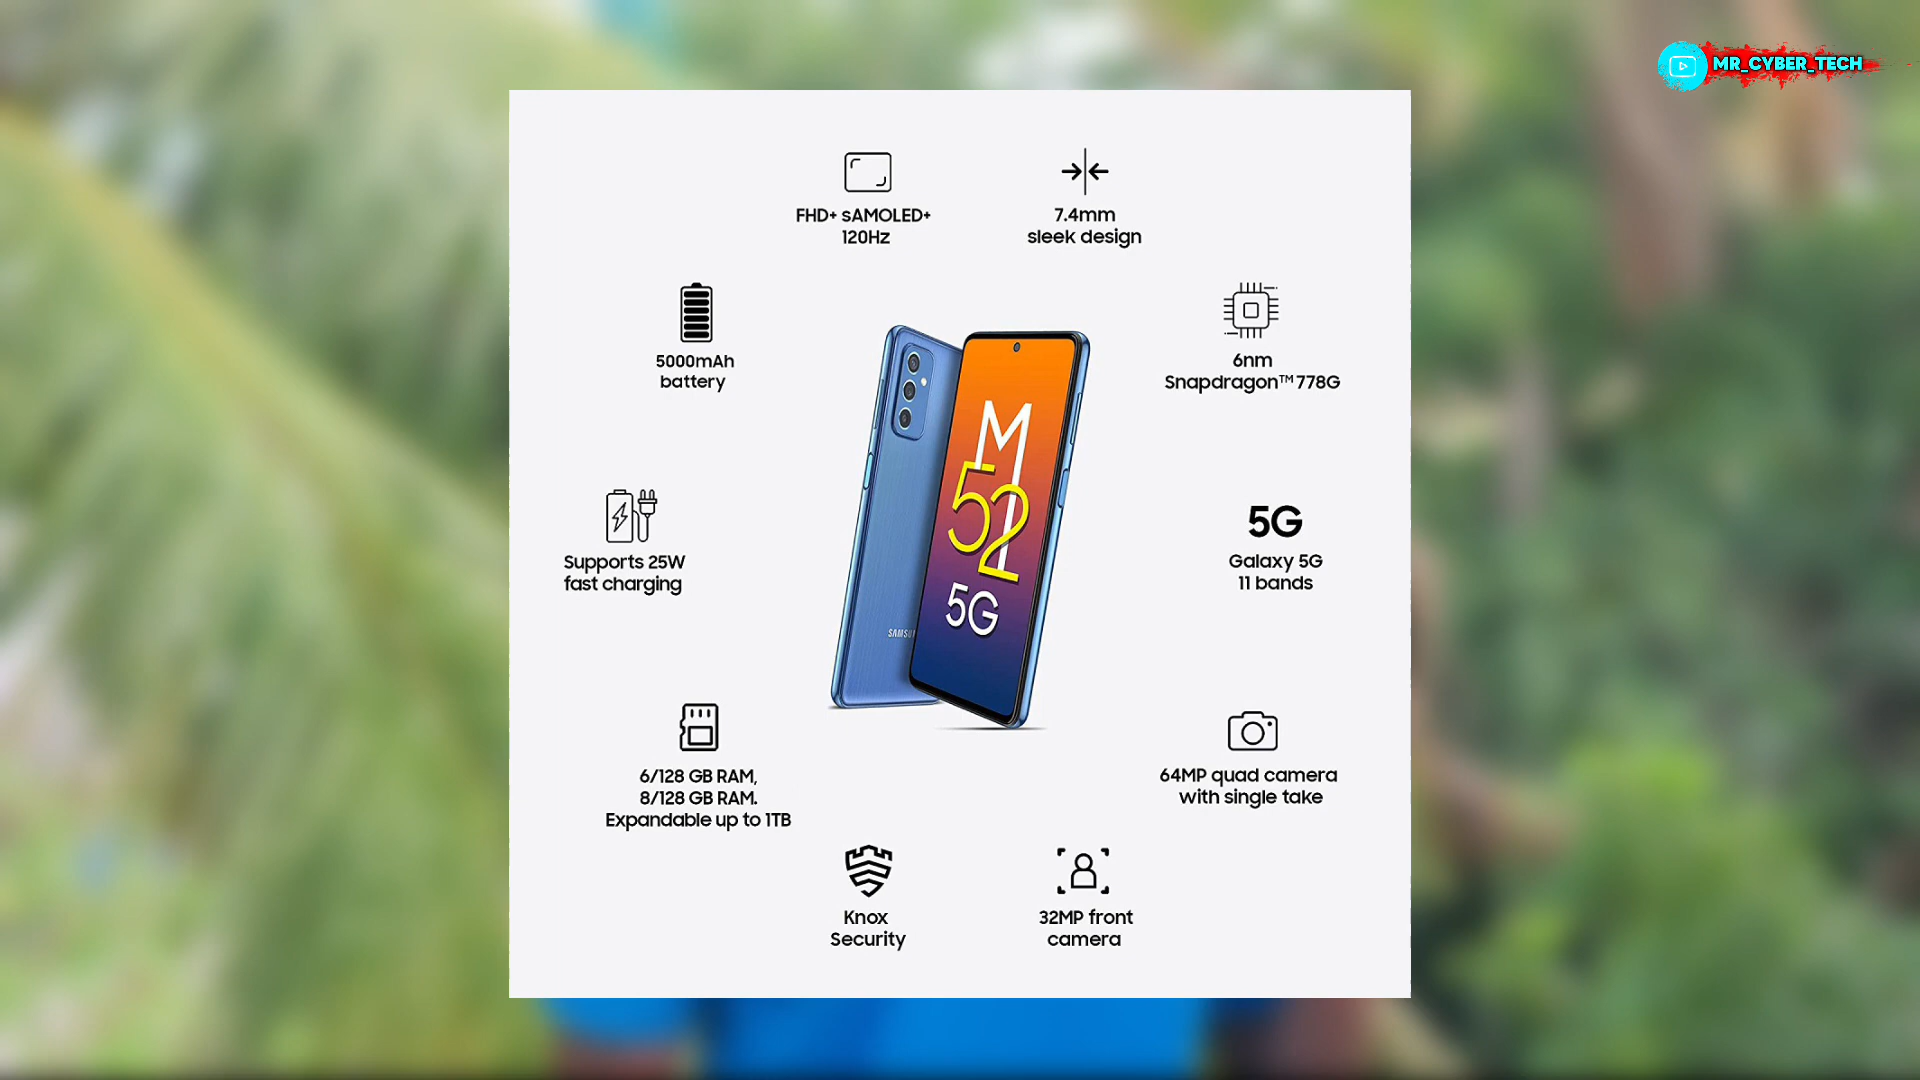 MR_CYBER_TECH
FHD+ sAMOLED+
120Hz
7.4mm
sleek design
5000mAh
battery
6nm
Snapdragon™ 778G
M
52
5G
SAMSU
Supports 25W
fast charging
5G
Galaxy 5G
11 bands
6/128 GB RAM,
8/128 GB RAM.
Expandable up to 1TB
64MP quad camera
with single take
Knox
Security
32MP front
camera